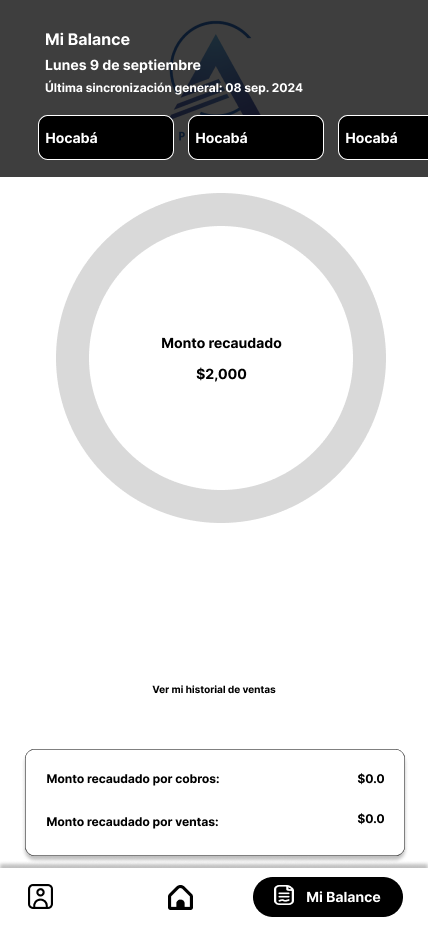 Mi Balance
Lunes 9 de septiembre
Última sincronización general: 08 sep. 2024
P
Hocabá
Hocabá
Hocabá
Monto recaudado
$2,000
Ver mi historial de ventas
Monto recaudado por cobros: $0.0
Monto recaudado por ventas: $0.0
Mi Balance